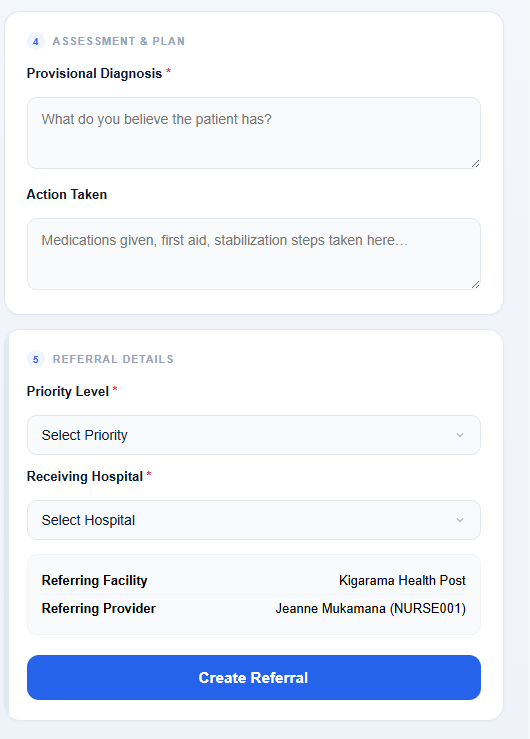 4 ASSESSMENT & PLAN
Provisional Diagnosis *
What do you believe the patient has?
Action Taken
Medications given, first aid, stabilization steps taken here...
5 REFERRAL DETAILS
Priority Level *
Select Priority
Receiving Hospital *
Select Hospital
Referring Facility Kigarama Health Post
Referring Provider Jeanne Mukamana (NURSE001)
Create Referral